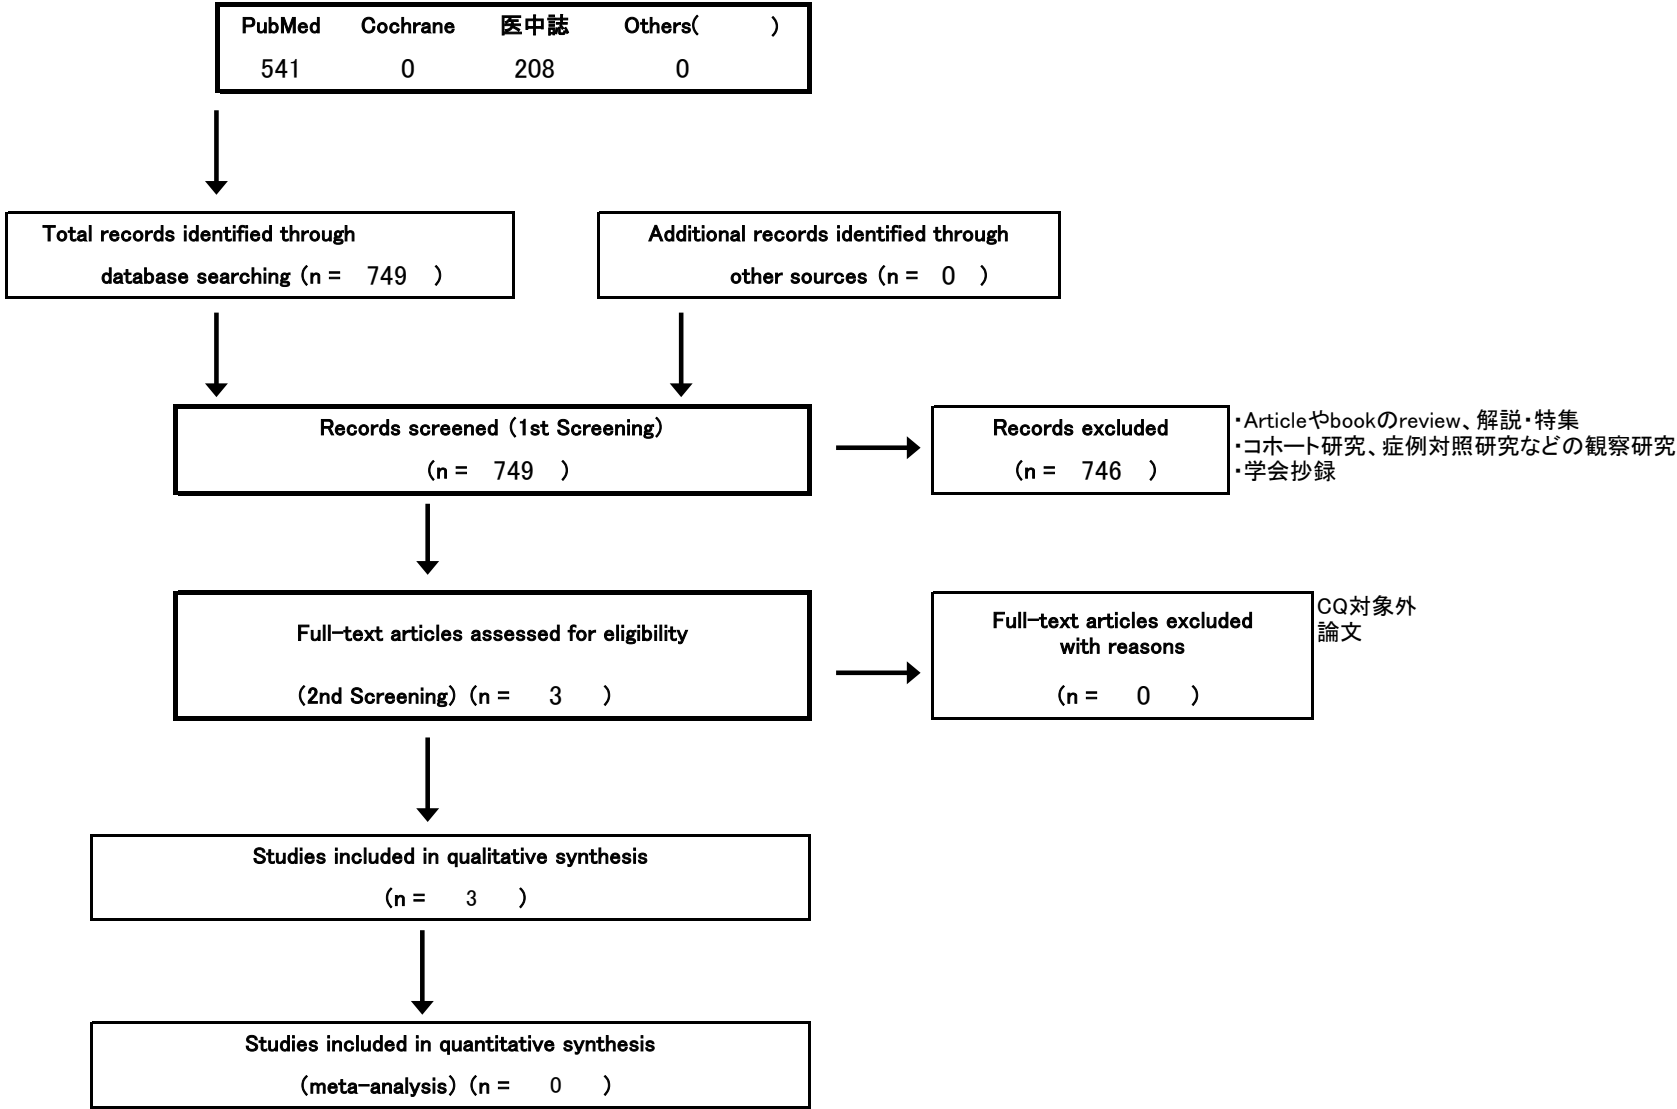 PubMed Cochrane 医中誌 Others( )
541 0 208 0
Total records identified through
database searching (n = 749 )
Additional records identified through
other sources (n = 0 )
Records screened (1st Screening)
(n = 749 )
Records excluded
(n = 746 )
・Articleやbookのreview、解説・特集
・コホート研究、症例対照研究などの観察研究
・学会抄録
Full-text articles assessed for eligibility
(2nd Screening) (n = 3 )
Full-text articles excluded
with reasons
(n = 0 )
CQ対象外
論文
Studies included in qualitative synthesis
(n = 3 )
Studies included in quantitative synthesis
(meta-analysis) (n = 0 )